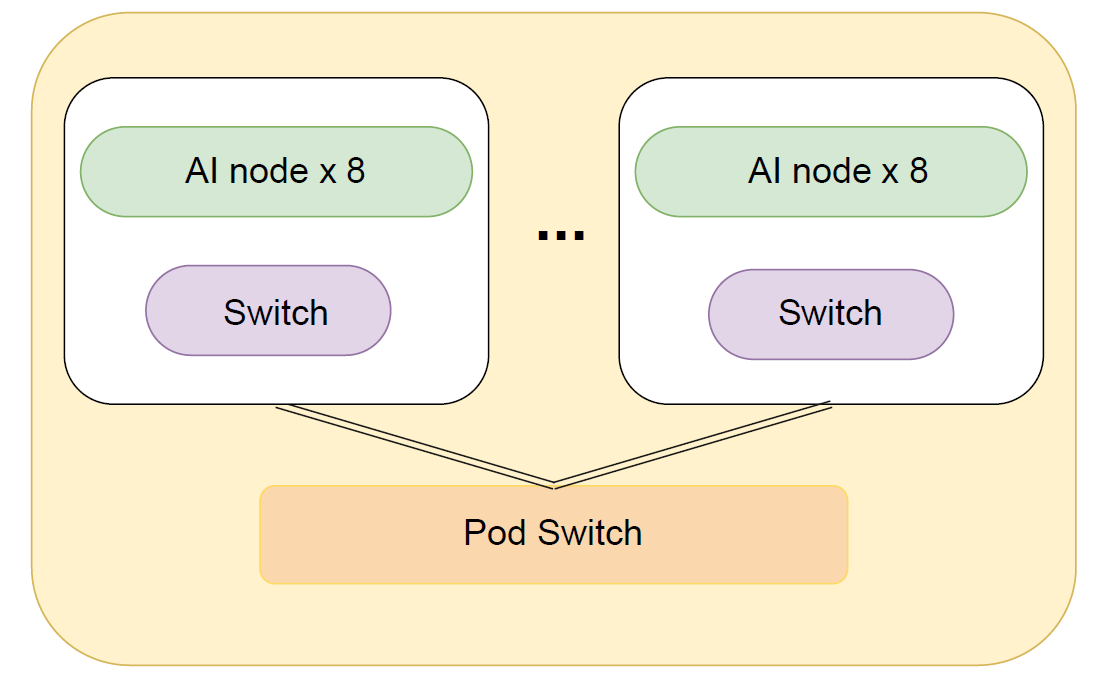 AI node x 8
AI node x 8
...
Switch
Switch
Pod Switch